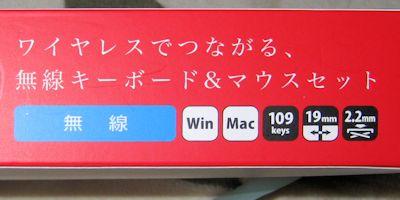 ワイヤレスでつながる、
無線キーボード&マウスセット
無線 Win Mac 109 keys 19mm 2.2mm